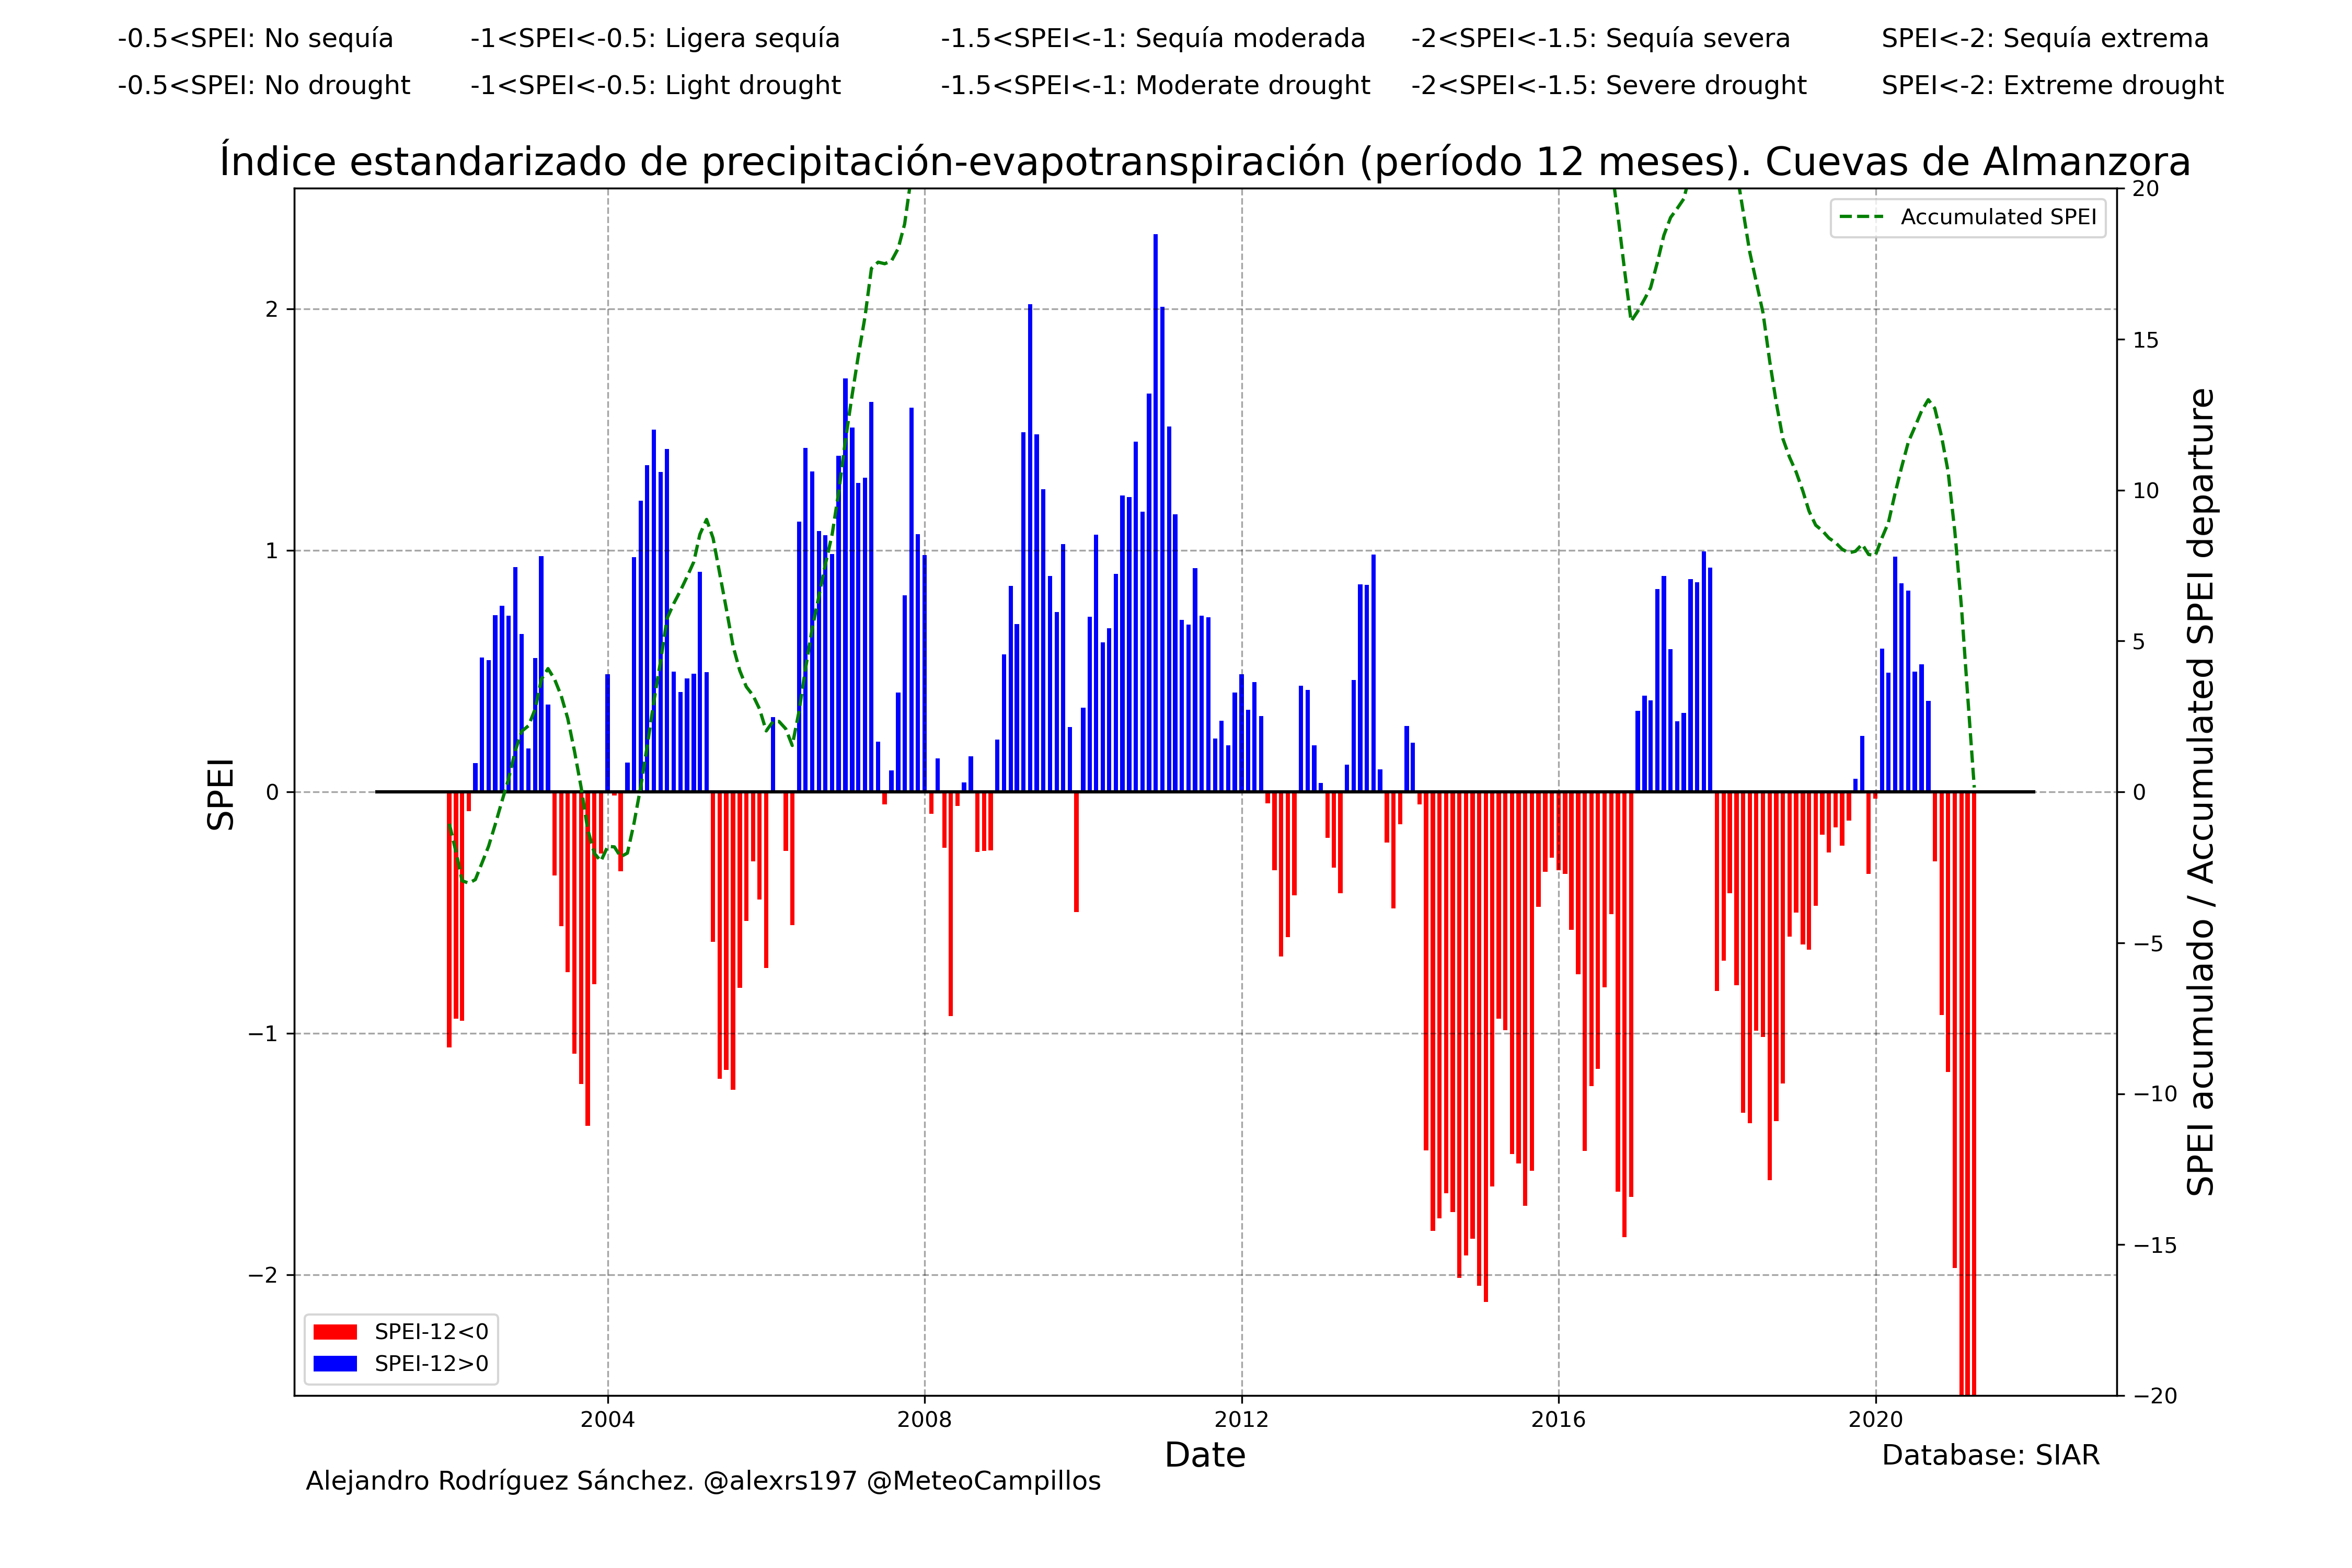 -0.5<SPEI: No sequía -1<SPEI<-0.5: Ligera sequía -1.5<SPEI<-1: Sequía moderada -2<SPEI<-1.5: Sequía severa SPEI<-2: Sequía extrema
-0.5<SPEI: No drought -1<SPEI<-0.5: Light drought -1.5<SPEI<-1: Moderate drought -2<SPEI<-1.5: Severe drought SPEI<-2: Extreme drought
Índice estandarizado de precipitación-evapotranspiración (período 12 meses). Cuevas de Almanzora
SPEI
2
1
0
−1
−2
Accumulated SPEI
20
15
10
5
0
−5
−10
−15
−20
SPEI acumulado / Accumulated SPEI departure
SPEI-12<0
SPEI-12>0
2004 2008 2012 2016 2020
Date
Database: SIAR
Alejandro Rodríguez Sánchez. @alexrs197 @MeteoCampillos